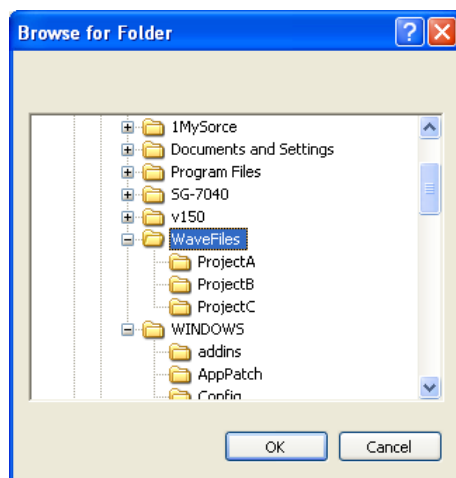 Browse for Folder
1MySorce
Documents and Settings
Program Files
SG-7040
v150
WaveFiles
ProjectA
ProjectB
ProjectC
WINDOWS
addins
AppPatch
Config
OK Cancel